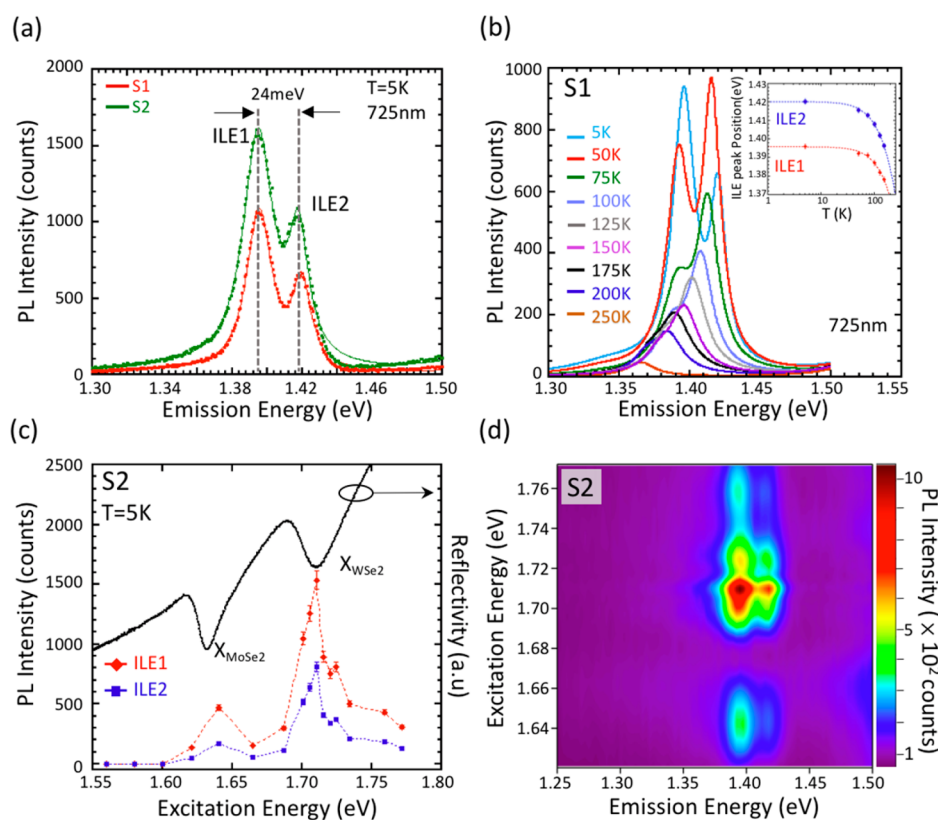 (a)
2000
1500
1000
500
0
PL Intensity (counts)
S1
S2
24meV
T=5K
725nm
ILE1
ILE2
1.30 1.34 1.38 1.42 1.46 1.50
Emission Energy (eV)
(b)
S1
1000
800
600
400
200
0
PL Intensity (counts)
5K
50K
75K
100K
125K
150K
175K
200K
250K
725nm
1.30 1.35 1.40 1.45 1.50 1.55
Emission Energy (eV)
ILE peak Position(eV)
1.43
1.42
1.41
1.40
1.39
1.38
1.37
ILE2
ILE1
1 10 100
T (K)
(c)
S2
T=5K
2500
2000
1500
1000
500
0
PL Intensity (counts)
Reflectivity (a.u)
XMoSe2
XWSe2
ILE1
ILE2
1.55 1.60 1.65 1.70 1.75 1.80
Excitation Energy (eV)
(d)
S2
1.76
1.72
1.70
1.66
1.64
Excitation Energy (eV)
1.25 1.30 1.35 1.40 1.45 1.50
Emission Energy (eV)
10
5
1
PL Intensity ( × 10² counts)